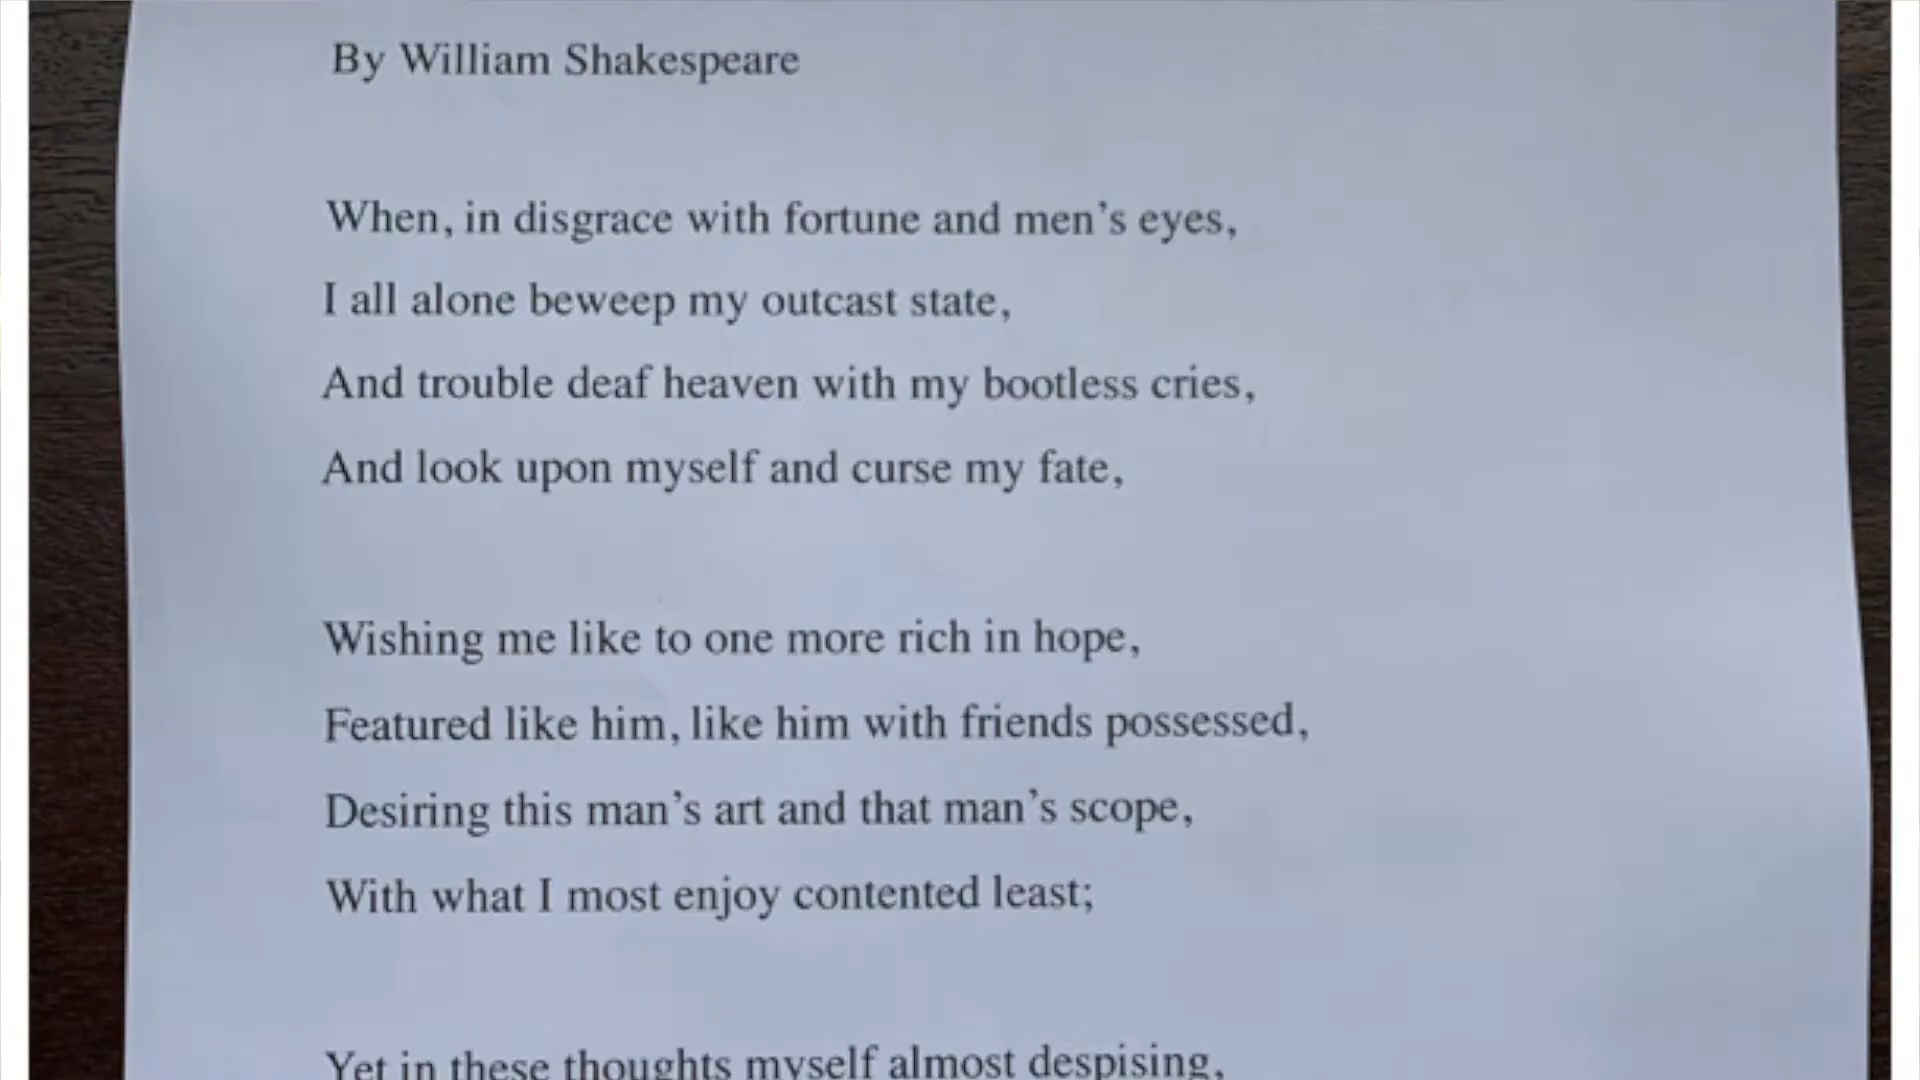 By William Shakespeare
When, in disgrace with fortune and men’s eyes,
I all alone beweep my outcast state,
And trouble deaf heaven with my bootless cries,
And look upon myself and curse my fate,
Wishing me like to one more rich in hope,
Featured like him, like him with friends possessed,
Desiring this man’s art and that man’s scope,
With what I most enjoy contented least;
Yet in these thoughts myself almost despising,